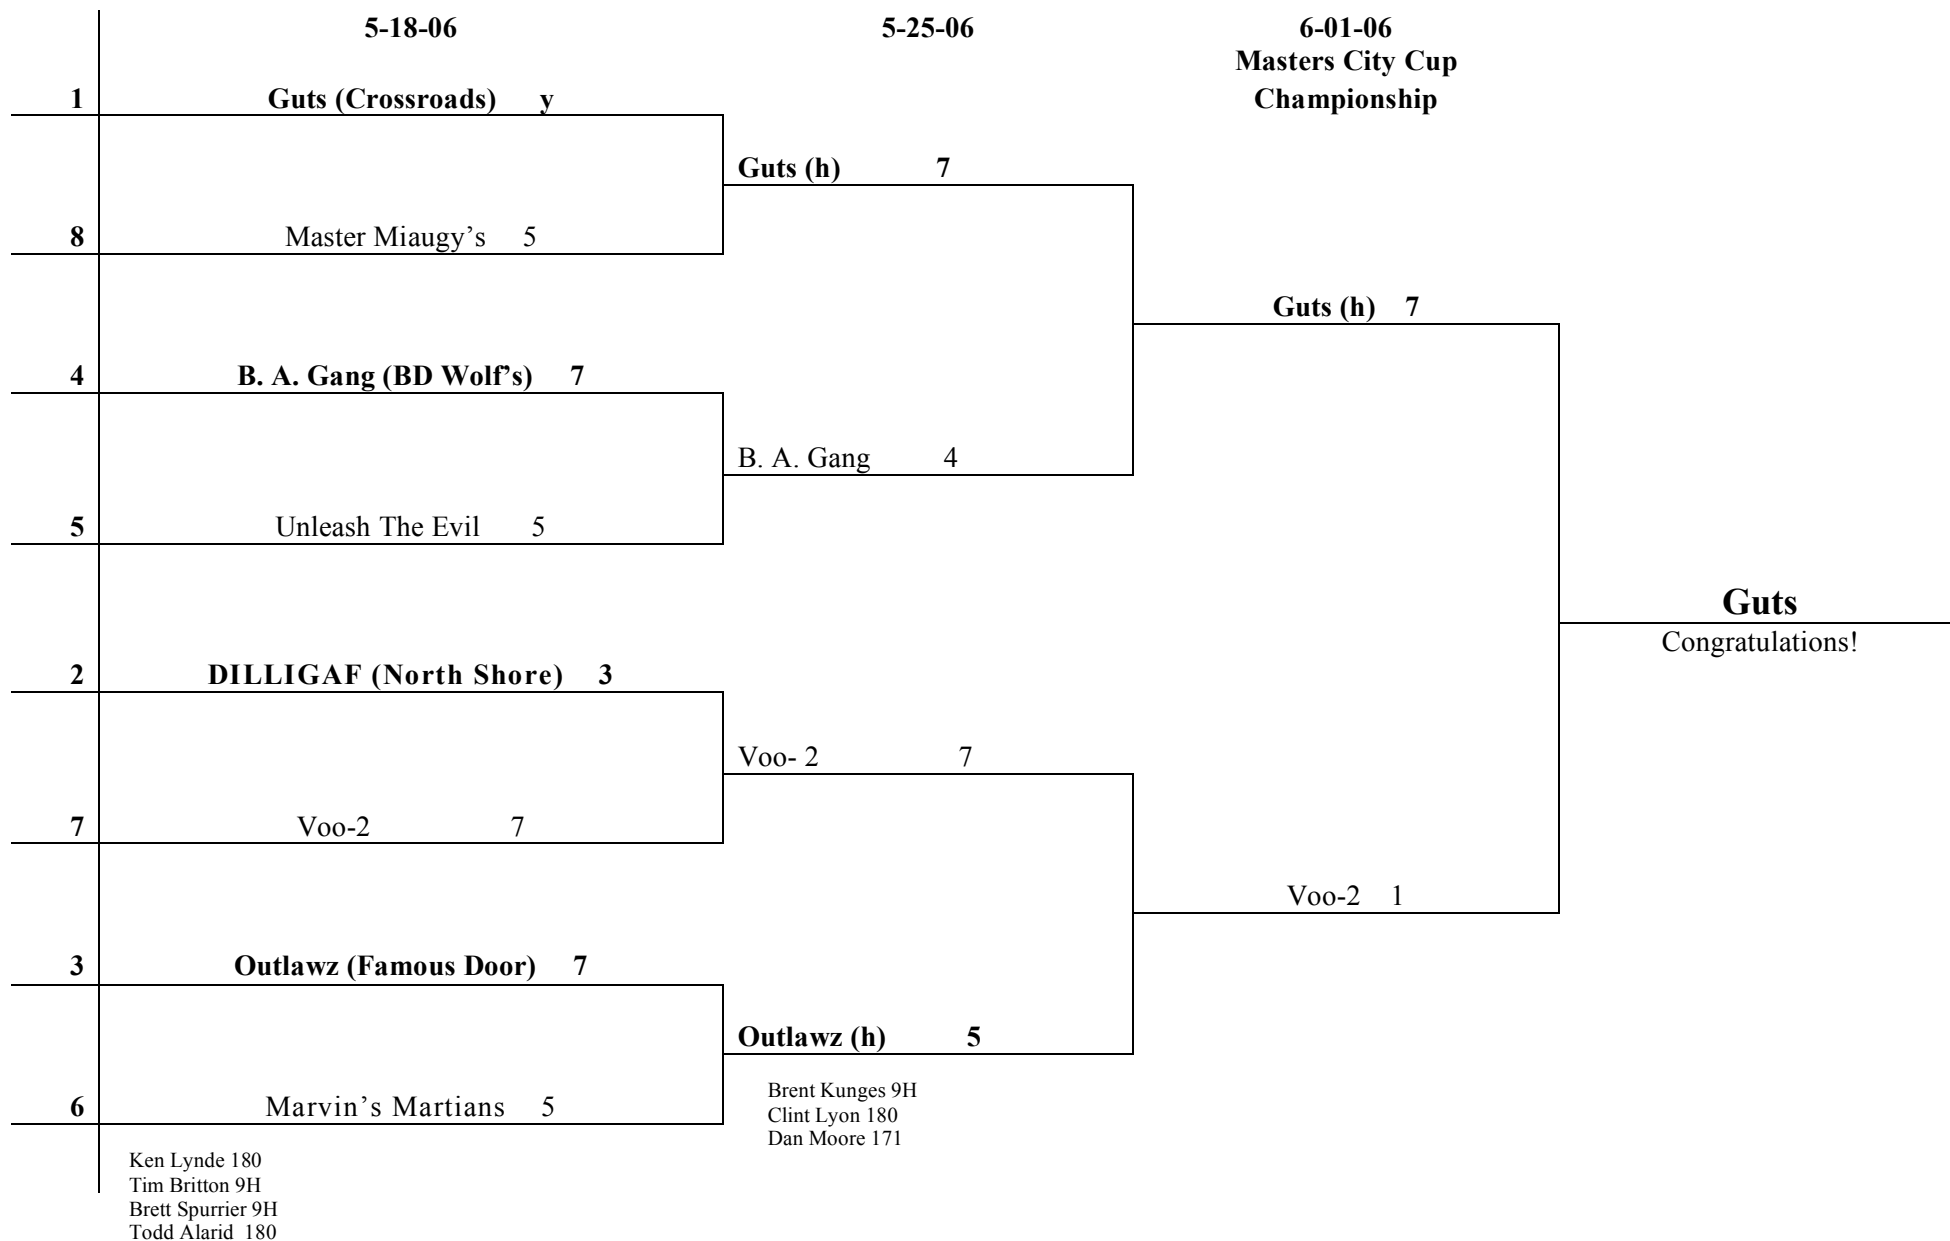 5-18-06 5-25-06 6-01-06
Masters City Cup
Championship
1 Guts (Crossroads) y
Guts (h) 7
8 Master Miaugy’s 5
Guts (h) 7
4 B. A. Gang (BD Wolf’s) 7
B. A. Gang 4
5 Unleash The Evil 5
Guts
Congratulations!
2 DILLIGAF (North Shore) 3
Voo- 2 7
7 Voo-2 7
Voo-2 1
3 Outlawz (Famous Door) 7
Outlawz (h) 5
6 Marvin’s Martians 5
Brent Kunges 9H
Clint Lyon 180
Dan Moore 171
Ken Lynde 180
Tim Britton 9H
Brett Spurrier 9H
Todd Alarid 180